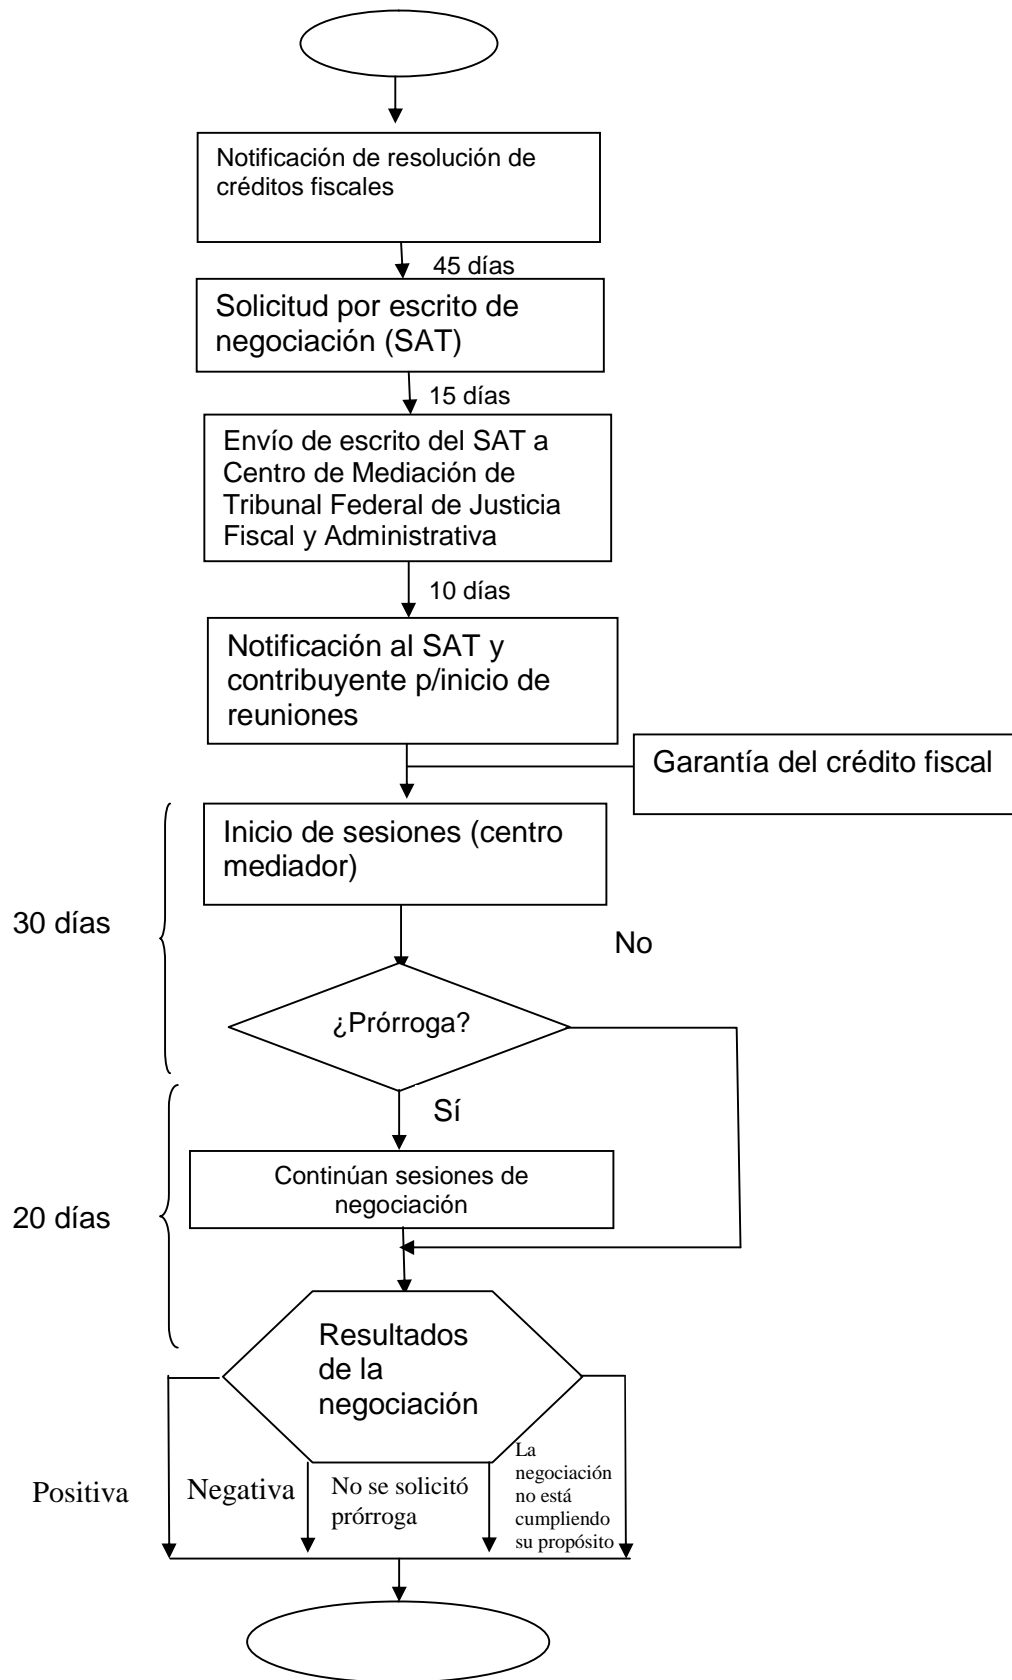 Notificación de resolución de
créditos fiscales
45 días
Solicitud por escrito de
negociación (SAT)
15 días
Envío de escrito del SAT a
Centro de Mediación de
Tribunal Federal de Justicia
Fiscal y Administrativa
10 días
Notificación al SAT y
contribuyente p/inicio de
reuniones
Garantía del crédito fiscal
Inicio de sesiones (centro
mediador)
30 días
No
¿Prórroga?
Sí
Continúan sesiones de
negociación
20 días
Resultados
de la
negociación
Positiva
Negativa
No se solicitó
prórroga
La
negociación
no está
cumpliendo
su propósito